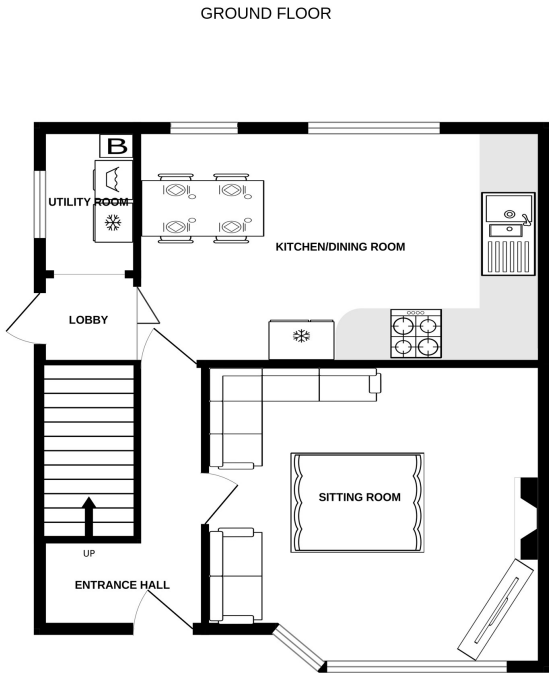 GROUND FLOOR
B
UTILITY ROOM
KITCHEN/DINING ROOM
LOBBY
SITTING ROOM
UP
ENTRANCE HALL